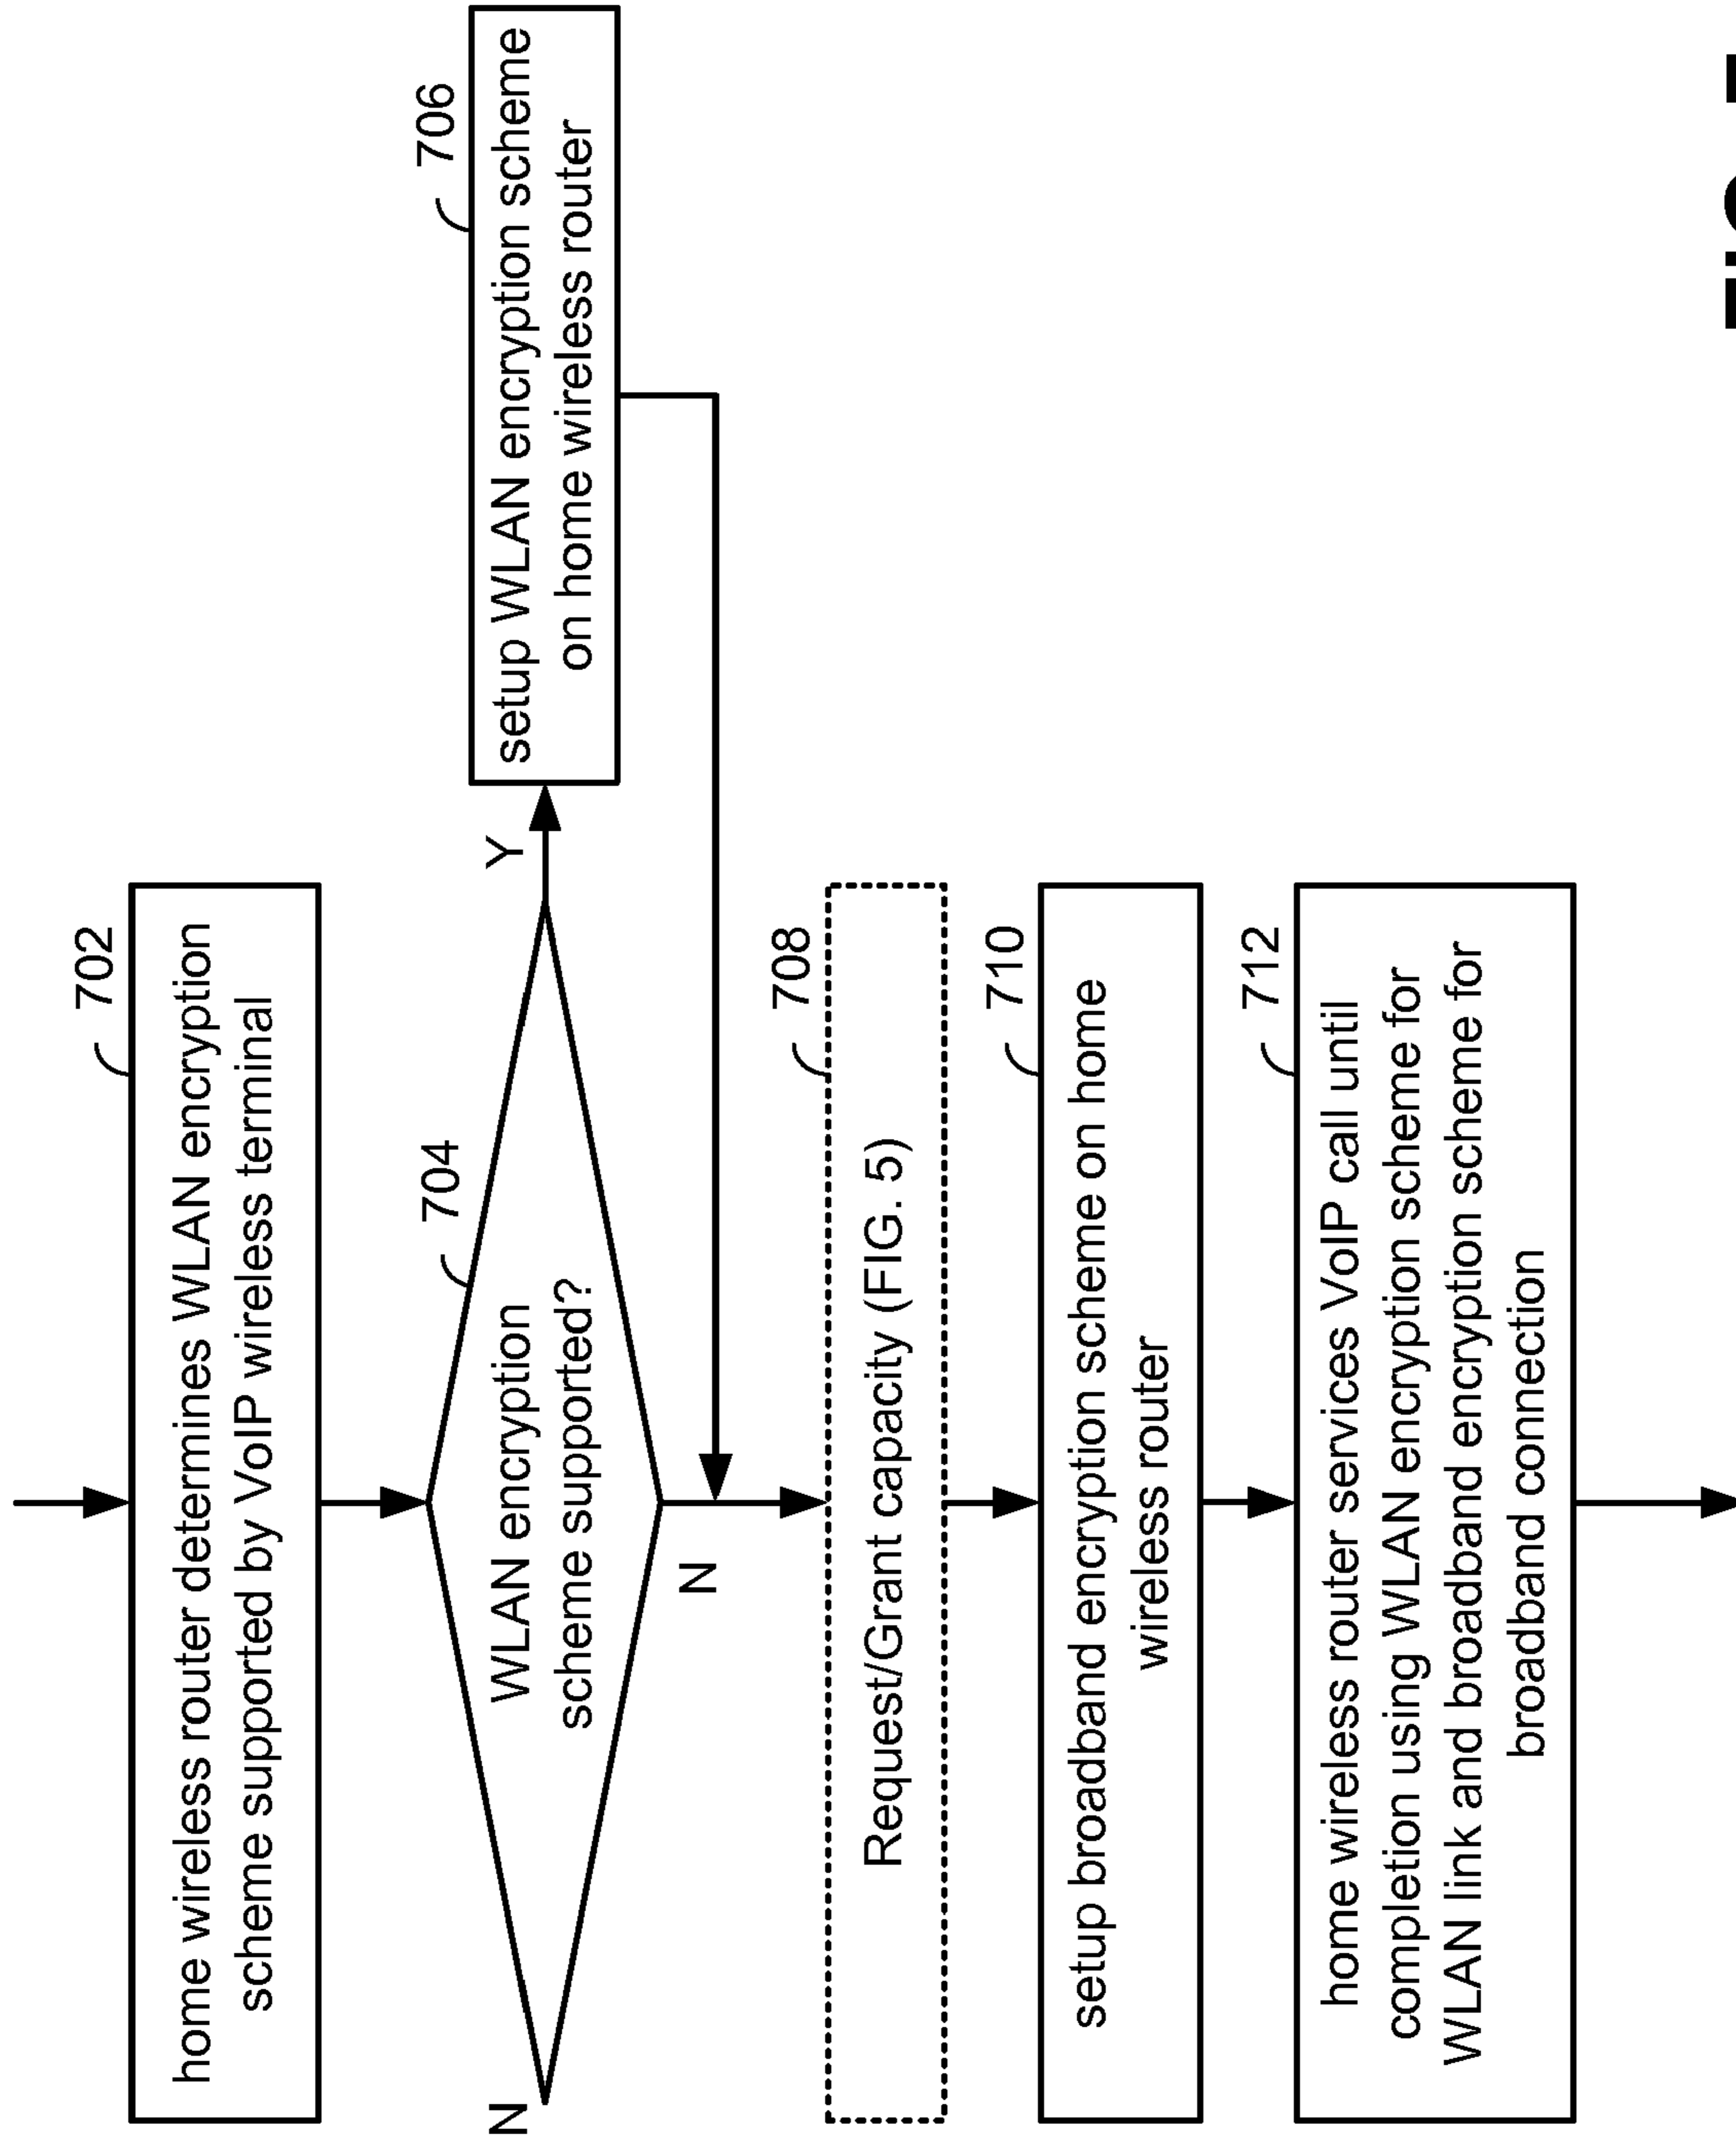 702
home wireless router determines WLAN encryption
scheme supported by VoIP wireless terminal
704
WLAN encryption
scheme supported?
N
Y
N
706
setup WLAN encryption scheme
on home wireless router
708
Request/Grant capacity (FIG. 5)
710
setup broadband encryption scheme on home
wireless router
712
home wireless router services VoIP call until
completion using WLAN encryption scheme for
WLAN link and broadband encryption scheme for
broadband connection